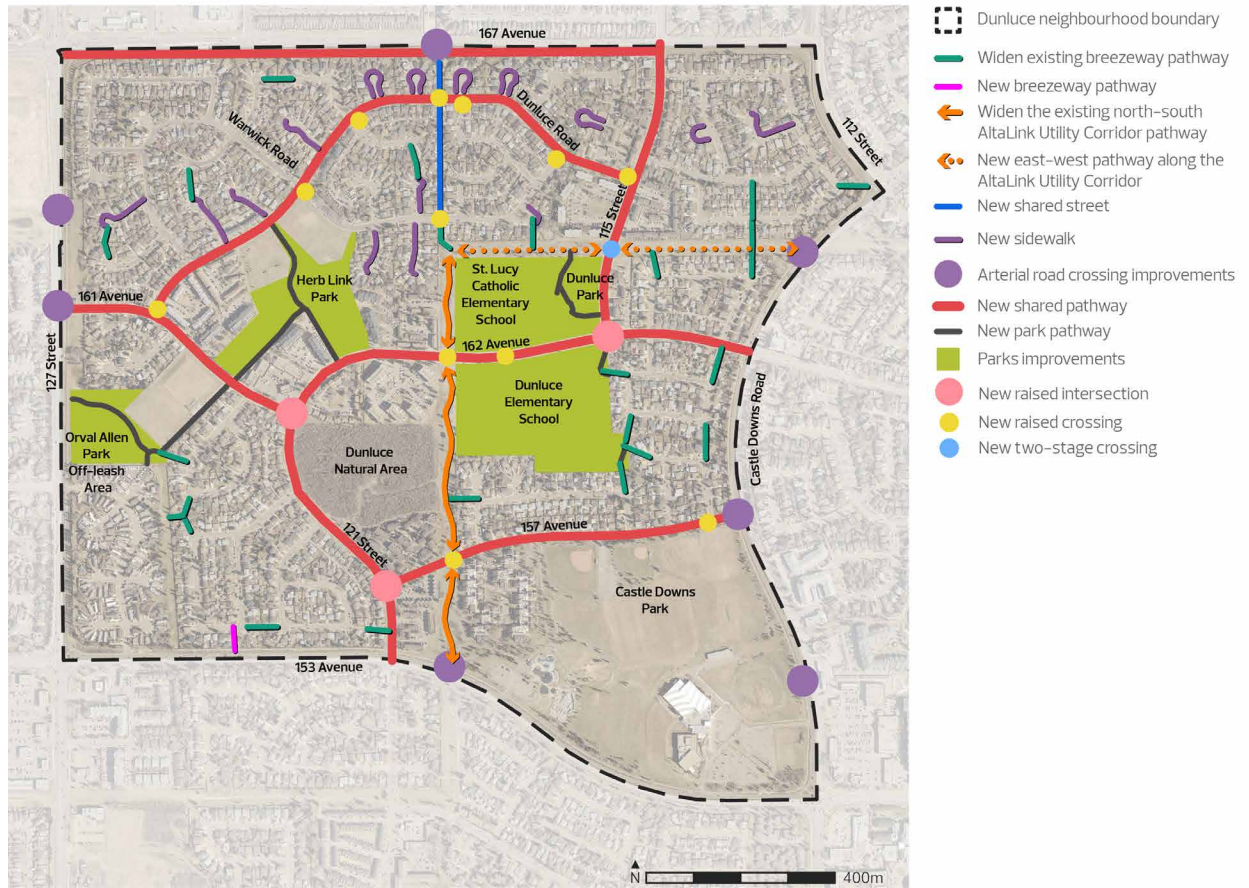 167 Avenue
Warwick Road
Dunluce Road
112 Street
115 Street
161 Avenue
127 Street
Herb Link
Park
St. Lucy
Catholic
Elementary
School
Dunluce
Park
162 Avenue
Dunluce
Elementary
School
Castle Downs Road
Orval Allen
Park
Off-leash
Area
Dunluce
Natural Area
121 Street
157 Avenue
Castle Downs
Park
153 Avenue
N
400m
Dunluce neighbourhood boundary
Widen existing breezeway pathway
New breezeway pathway
Widen the existing north-south
AltaLink Utility Corridor pathway
New east-west pathway along the
AltaLink Utility Corridor
New shared street
New sidewalk
Arterial road crossing improvements
New shared pathway
New park pathway
Parks improvements
New raised intersection
New raised crossing
New two-stage crossing